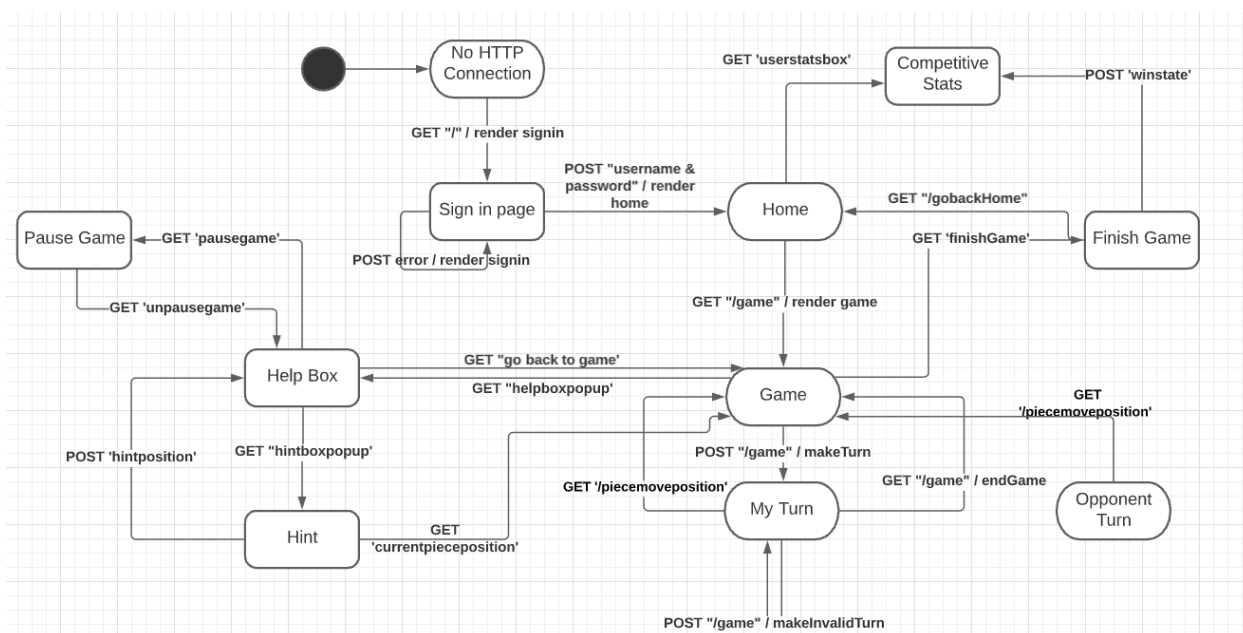 No HTTP
Connection
GET 'userstatsbox'
Competitive
Stats
POST 'winstate'
GET "/" / render signin
POST "username &
password" / render
home
Sign in page
Home
GET "/gobackHome"
Pause Game
GET 'pausegame'
POST error / render signin
GET 'finishGame'
Finish Game
GET 'unpausegame'
GET "/game" / render game
Help Box
GET "go back to game'
GET "helpboxpopup'
Game
GET
'/piecemoveposition'
POST 'hintposition'
GET "hintboxpopup'
POST "/game" / makeTurn
GET '/piecemoveposition'
GET "/game" / endGame
My Turn
Opponent
Turn
Hint
GET
'currentpieceposition'
POST "/game" / makeInvalidTurn